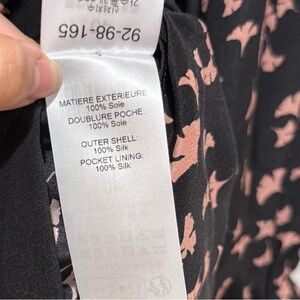 92-98-165
MATIERE EXTERIEURE
100% Soie
DOUBLURE POCHE:
100% Soie
OUTER SHELL:
100% Silk
POCKET LINING:
100% Silk